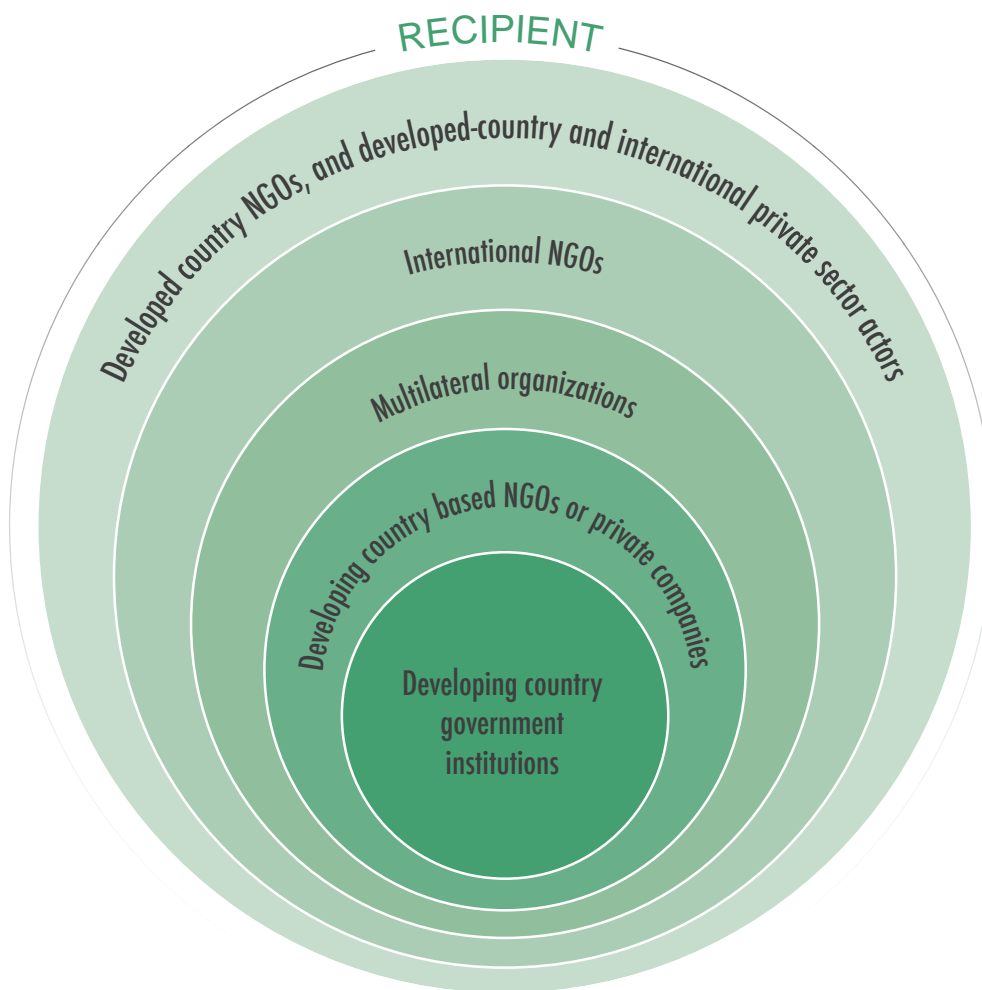 RECIPIENT
Developed country NGOs, and developed-country and international private sector actors
International NGOs
Multilateral organizations
Developing country based NGOs or private companies
Developing country
government
institutions